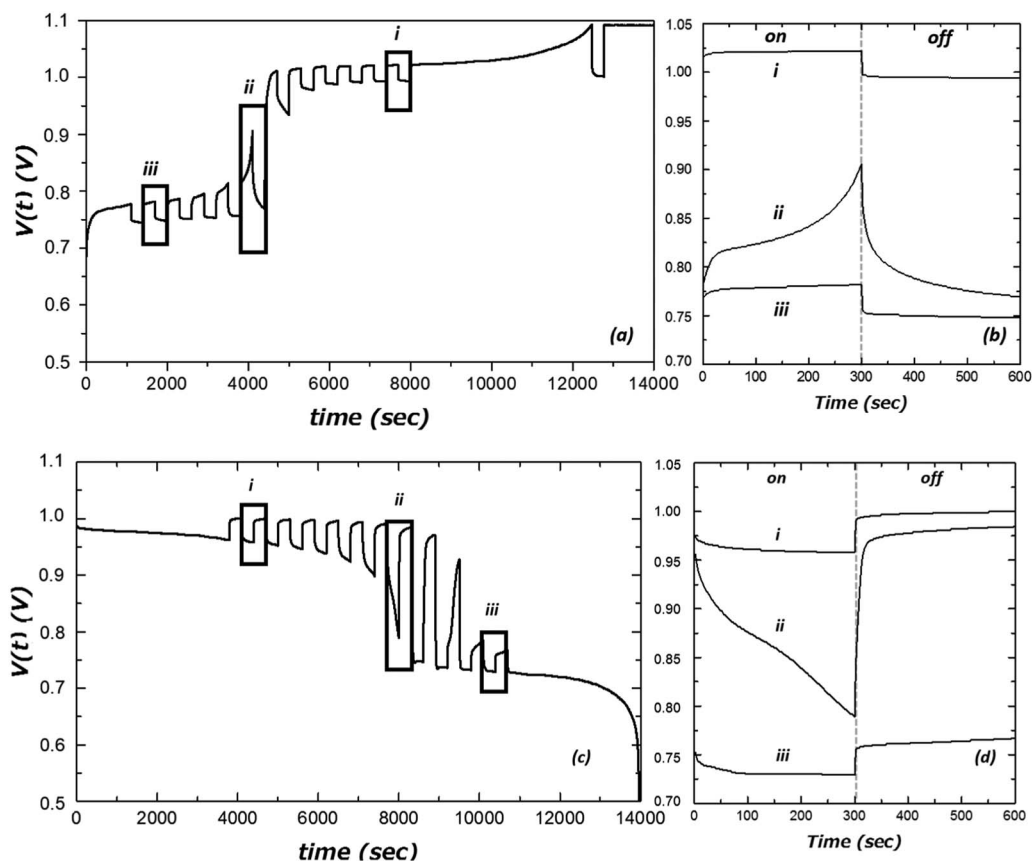 1.1
1.0
0.9
0.8
0.7
0.6
0.5
V(t) (V)
i
ii
iii
(a)
0 2000 4000 6000 8000 10000 12000 14000
time (sec)
1.05
1.00
0.95
0.90
0.85
0.80
0.75
0.70
on off
i
ii
iii
(b)
0 100 200 300 400 500 600
Time (sec)
1.1
1.0
0.9
0.8
0.7
0.6
0.5
V(t) (V)
i
ii
iii
(c)
0 2000 4000 6000 8000 10000 12000 14000
time (sec)
1.05
1.00
0.95
0.90
0.85
0.80
0.75
0.70
on off
i
ii
iii
(d)
0 100 200 300 400 500 600
Time (sec)